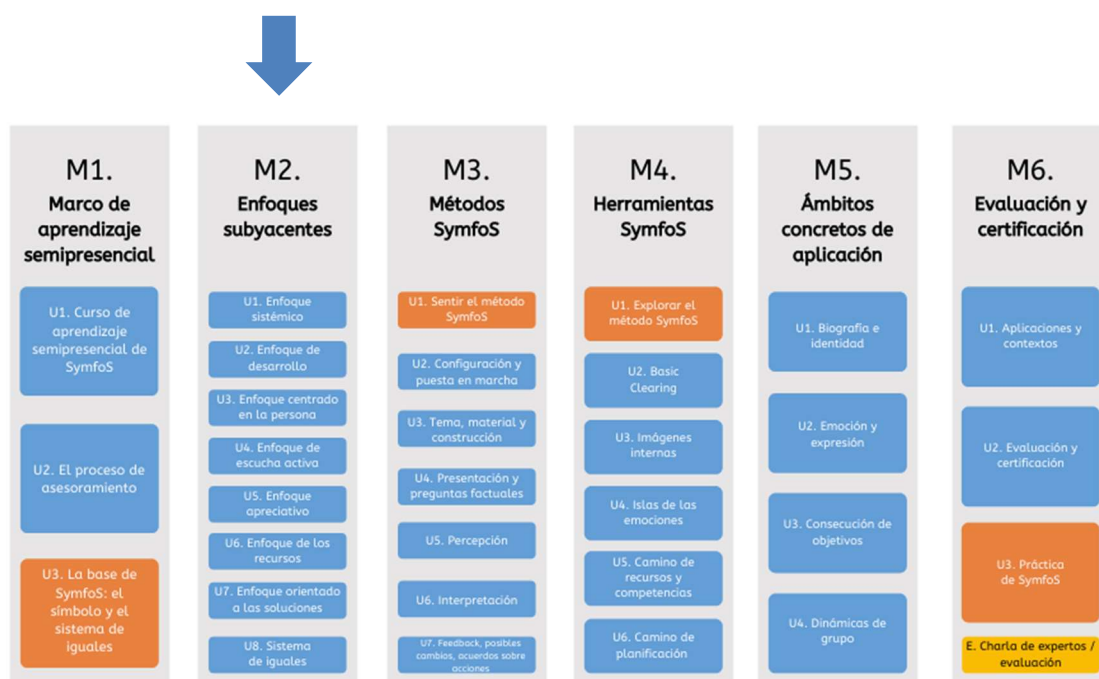 M1.
Marco de
aprendizaje
semipresencial
U1. Curso de
aprendizaje
semipresencial de
SymfoS
U2. El proceso de
asesoramiento
U3. La base de
SymfoS: el
símbolo y el
sistema de
iguales
M2.
Enfoques
subyacentes
U1. Enfoque
sistémico
U2. Enfoque de
desarrollo
U3. Enfoque centrado
en la persona
U4. Enfoque de
escucha activa
U5. Enfoque
apreciativo
U6. Enfoque de los
recursos
U7. Enfoque orientado
a las soluciones
U8. Sistema
de iguales
M3.
Métodos
SymfoS
U1. Sentir el método
SymfoS
U2. Configuración y
puesta en marcha
U3. Tema, material y
construcción
U4. Presentación y
preguntas factuales
U5. Percepción
U6. Interpretación
U7. Feedback, posibles
cambios, acuerdos sobre
acciones
M4.
Herramientas
SymfoS
U1. Explorar el
método SymfoS
U2. Basic
Clearing
U3. Imágenes
internas
U4. Islas de las
emociones
U5. Camino de
recursos y
competencias
U6. Camino de
planificación
M5.
Ámbitos
concretos de
aplicación
U1. Biografía e
identidad
U2. Emoción y
expresión
U3. Consecución de
objetivos
U4. Dinámicas de
grupo
M6.
Evaluación y
certificación
U1. Aplicaciones y
contextos
U2. Evaluación y
certificación
U3. Práctica
de SymfoS
E. Charla de expertos /
evaluación